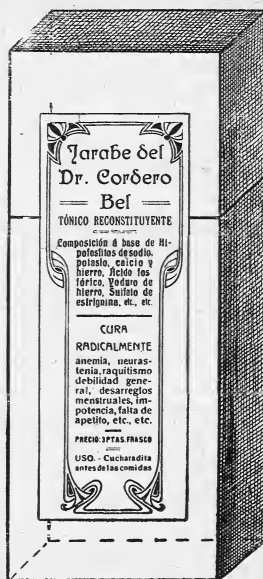 Jarabe del
Dr. Cordero
Bel
TÓNICO RECONSTITUYENTE
Composición á base de Hi-
pofosfitos de sodio,
potasio, calcio y
hierro, Ácido fos
fórico, Yoduro de
hierro, Sulfato de
estrignina, etc., etc.
CURA
RADICALMENTE
anemia, neuras-
tenia, raquitismo
debilidad gene-
ral, desarreglos
menstruales, im-
potencia, falta de
apetito, etc., etc.
PRECIO: 3 PTAS. FRASCO
USO. - Cucharadita
antes de las comidas